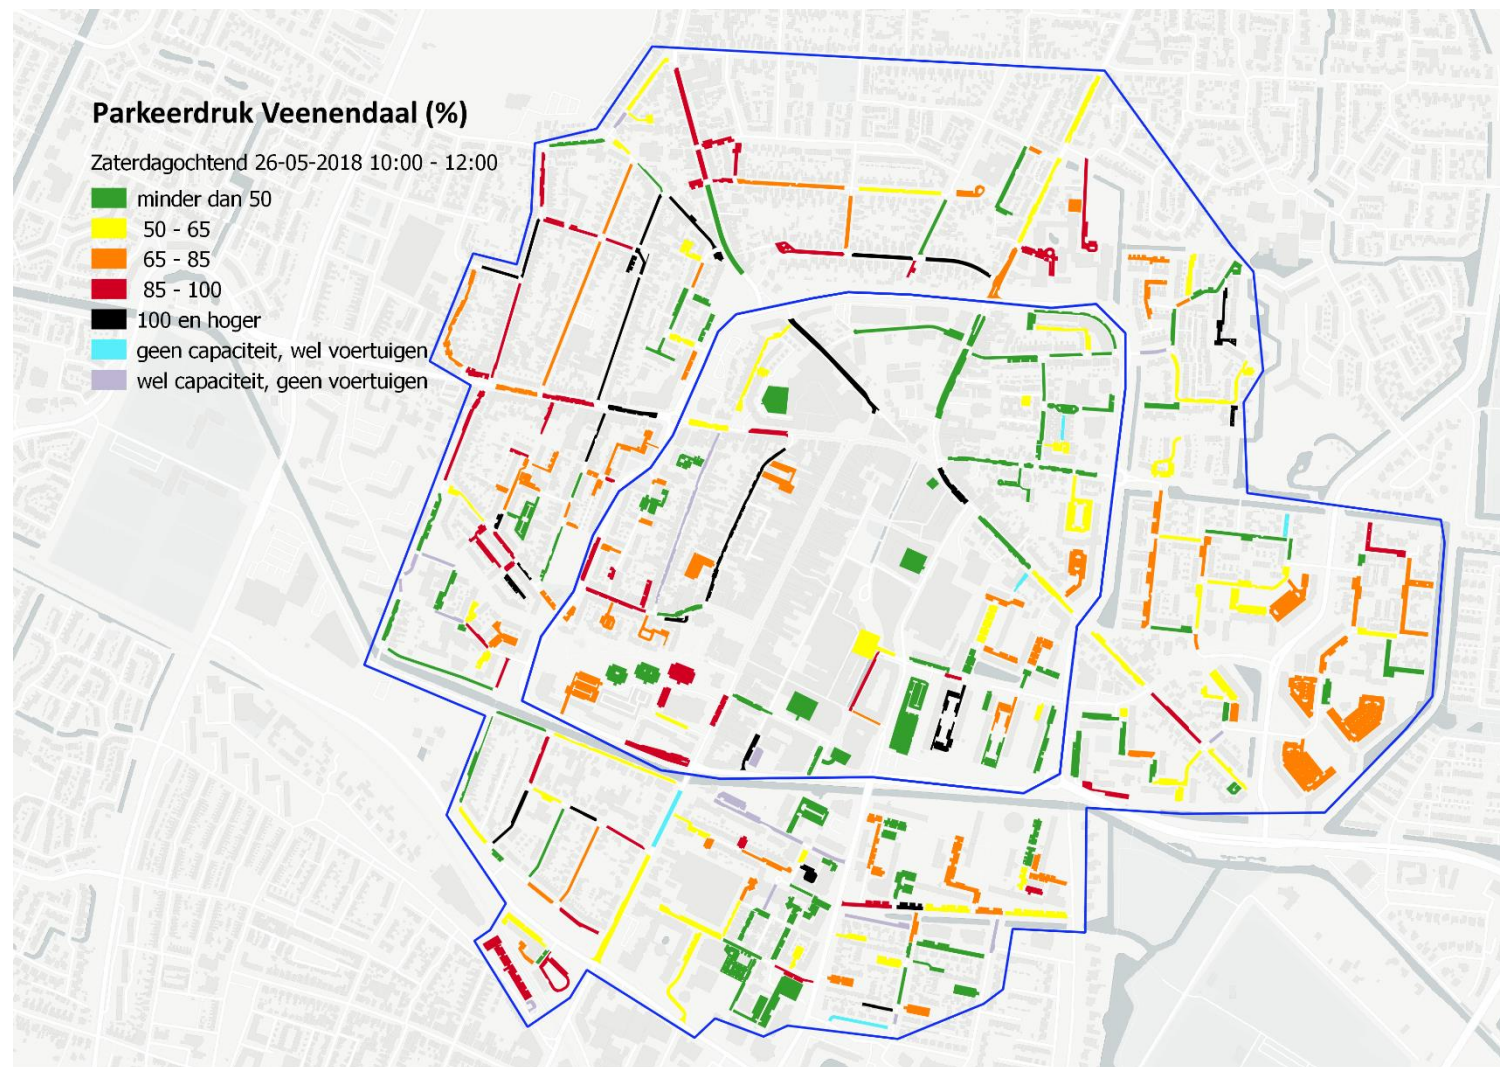 Parkeerdruk Veenendaal (%)
Zaterdagochtend 26-05-2018 10:00 - 12:00
minder dan 50
50 - 65
65 - 85
85 - 100
100 en hoger
geen capaciteit, wel voertuigen
wel capaciteit, geen voertuigen